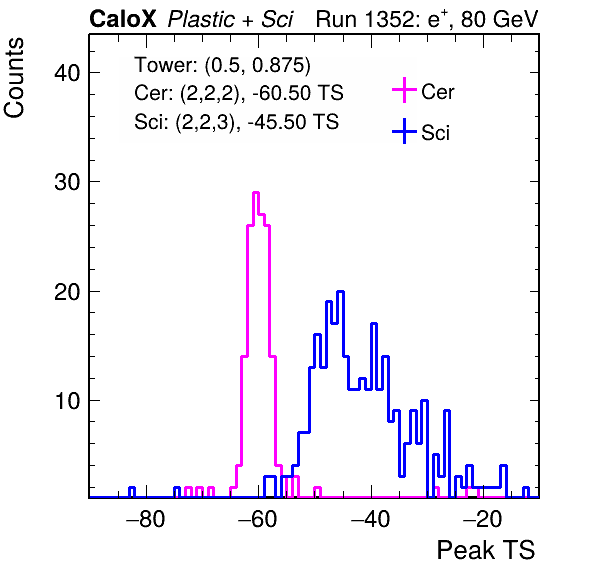 CaloX Plastic + Sci Run 1352: e+, 80 GeV
Counts
Tower: (0.5, 0.875)
Cer: (2,2,2), -60.50 TS
Sci: (2,2,3), -45.50 TS
Cer
Sci
40
30
20
10
−80 −60 −40 −20
Peak TS